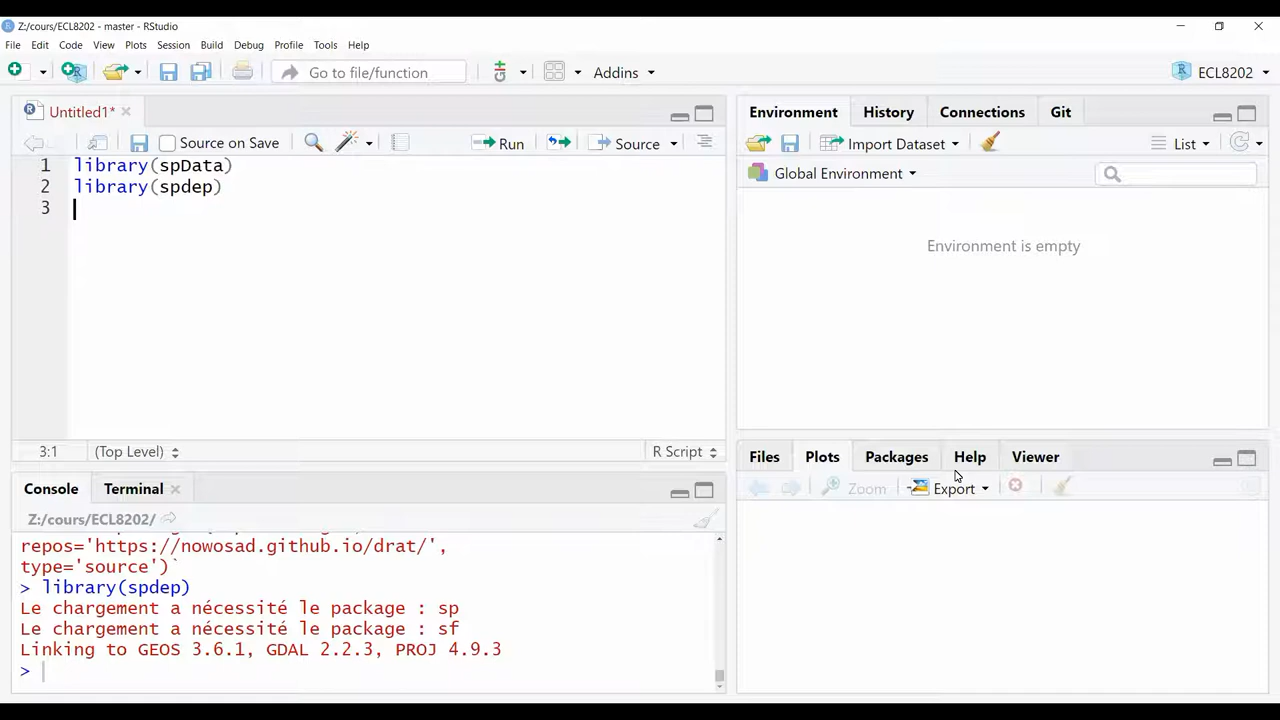 Z:/cours/ECL8202 - master - RStudio
File Edit Code View Plots Session Build Debug Profile Tools Help
Go to file/function Addins ECL8202
Untitled1*
Source on Save Run Source
1 library(spData)
2 library(spdep)
3
3:1 (Top Level) R Script
Console Terminal
Z:/cours/ECL8202/
repos='https://nowosad.github.io/drat/',
type='source')`
> library(spdep)
Le chargement a nécessité le package : sp
Le chargement a nécessité le package : sf
Linking to GEOS 3.6.1, GDAL 2.2.3, PROJ 4.9.3
>
Environment History Connections Git
Import Dataset List
Global Environment
Environment is empty
Files Plots Packages Help Viewer
Zoom Export